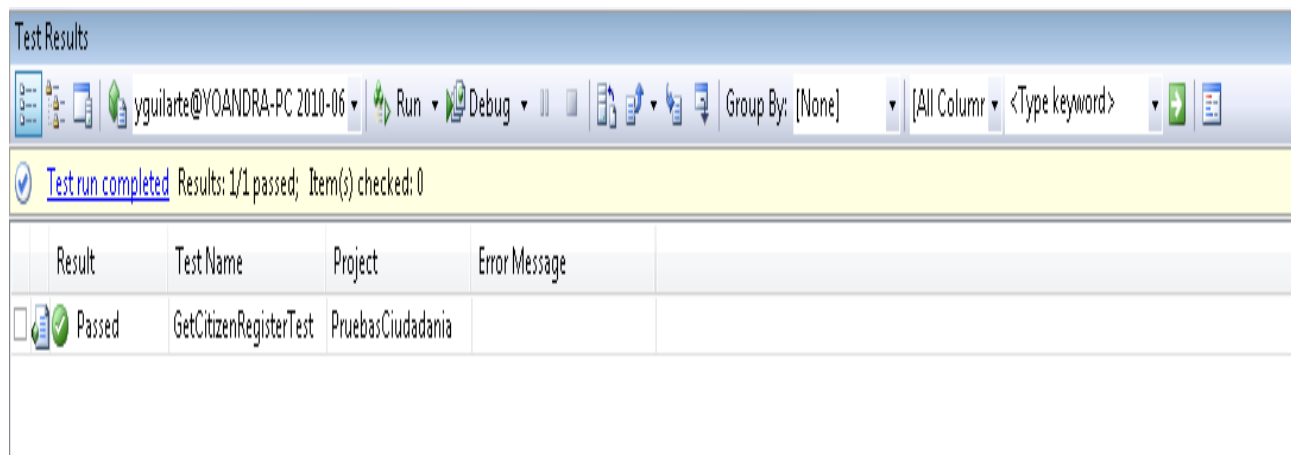 Test Results
yguilarte@YOANDRA-PC 2010-06 Run Debug Group By: [None] [All Columr <Type keyword>
Test run completed Results: 1/1 passed; Item(s) checked: 0
Result Test Name Project Error Message
Passed GetCitizenRegisterTest PruebasCiudadania